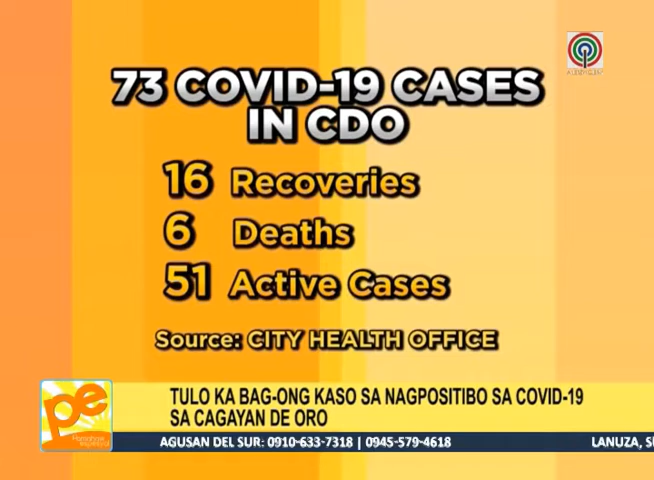 73 COVID-19 CASES
IN CDO
16 Recoveries
6 Deaths
51 Active Cases
Source: CITY HEALTH OFFICE
pe
TULO KA BAG-ONG KASO SA NAGPOSITIBO SA COVID-19
SA CAGAYAN DE ORO
AGUSAN DEL SUR: 0910-633-7318 | 0945-579-4618 LANUZA, SU